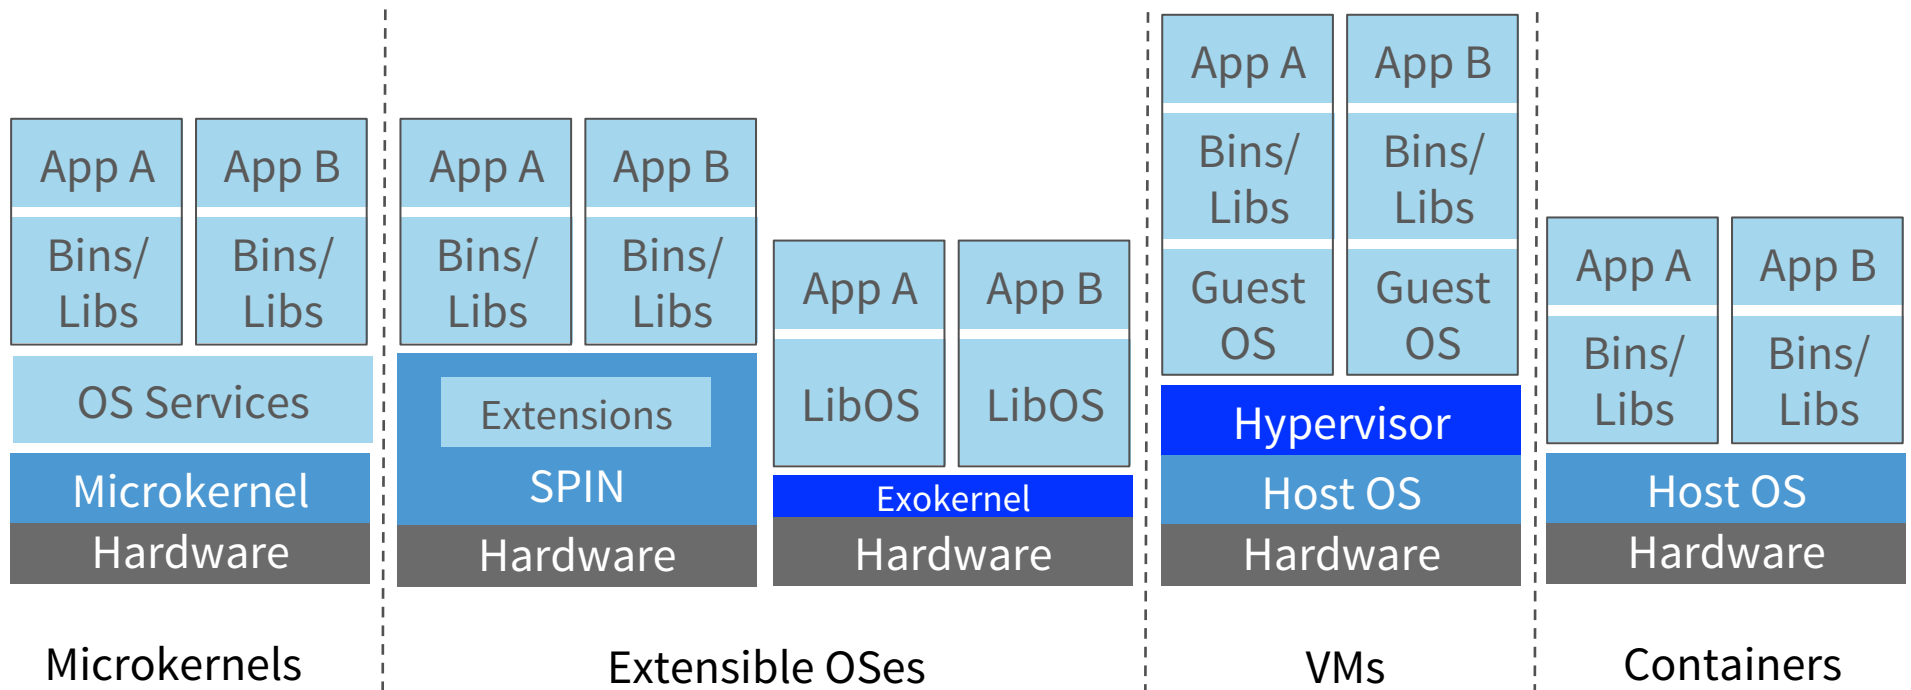 App A
App B
Bins/
Libs
Bins/
Libs
OS Services
Microkernel
Hardware
Microkernels
App A
App B
Bins/
Libs
Bins/
Libs
Extensions
SPIN
Hardware
App A
App B
LibOS
LibOS
Exokernel
Hardware
Extensible OSes
App A
App B
Bins/
Libs
Bins/
Libs
Guest
OS
Guest
OS
Hypervisor
Host OS
Hardware
VMs
App A
App B
Bins/
Libs
Bins/
Libs
Host OS
Hardware
Containers